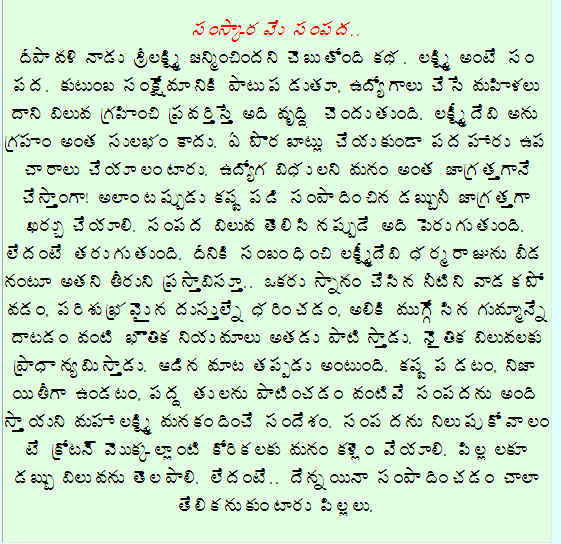 సంస్కారమే సంపద..
దీపావళి నాడు శ్రీలక్ష్మి జన్మించిందని చెబుతోంది కథ. లక్ష్మి అంటే సం
పద. కుటుంబ సంక్షేమానికి పాటుపడుతూ, ఉద్యోగాలు చేసే మహిళలు
దాని విలువ గ్రహించి ప్రవర్తిస్తే అది వృద్ధి చెందుతుంది. లక్ష్మీదేవి అను
గ్రహం అంత సులభం కాదు. ఏ పొరబాట్లు చేయకుండా పదహారు ఉప
చారాలు చేయాలంటారు. ఉద్యోగ విధులని మనం అంత జాగ్రత్తగానే
చేస్తాంగా! అలాంటప్పుడు కష్టపడి సంపాదించిన డబ్బునీ జాగ్రత్తగా
ఖర్చు చేయాలి. సంపద విలువ తెలిసినప్పుడే అది పెరుగుతుంది.
లేదంటే తరుగుతుంది. దీనికి సంబంధించి లక్ష్మీదేవి ధర్మరాజును వీడ
నంటూ అతని తీరుని ప్రస్తావిస్తూ.. ఒకరు స్నానం చేసిన నీటిని వాడకపో
వడం, పరిశుభ్రమైన దుస్తుల్నే ధరించడం, అలికి ముగ్గేసిన గుమ్మాన్నే
దాటడం వంటి భౌతిక నియమాలు అతడు పాటిస్తాడు. నైతిక విలువలకు
ప్రాధాన్యమిస్తాడు. ఆడిన మాట తప్పడు అంటుంది. కష్టపడటం, నిజా
యితీగా ఉండటం, పద్ధతులను పాటించడం వంటివే సంపదను అంది
స్తాయని మహాలక్ష్మి మనకందించే సందేశం. సంపదను నిలుపుకోవాలం
టే క్రోటన్ మొక్కల్లాంటి కోరికలకు మనం కళ్లెం వేయాలి. పిల్లలకూ
డబ్బు విలువను తెలపాలి. లేదంటే.. దేన్నయినా సంపాదించడం చాలా
తేలికనుకుంటారు పిల్లలు.